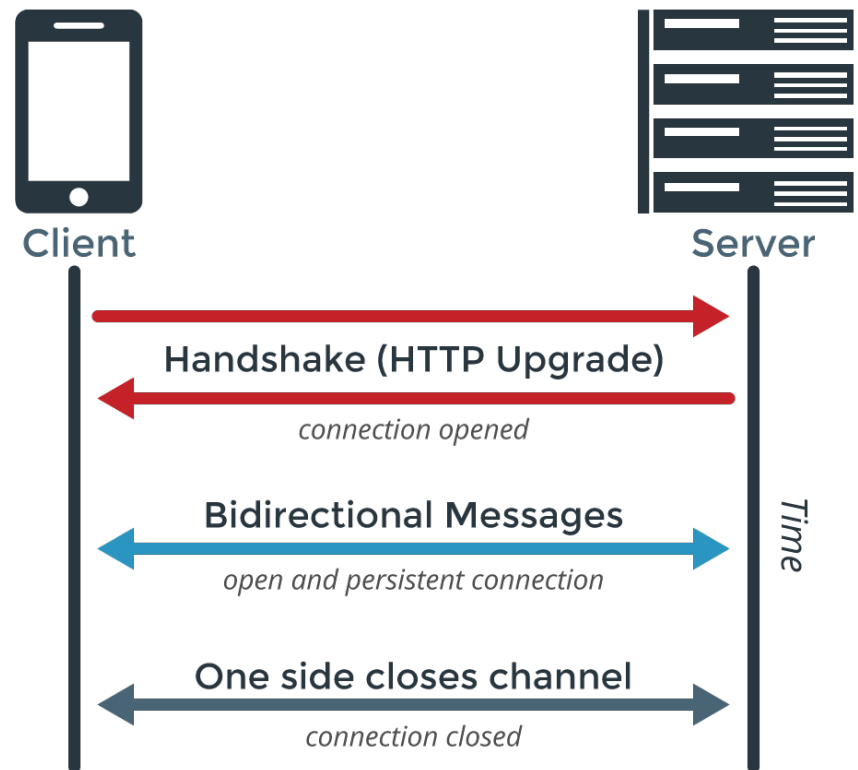 Client
Server
Handshake (HTTP Upgrade)
connection opened
Bidirectional Messages
open and persistent connection
Time
One side closes channel
connection closed